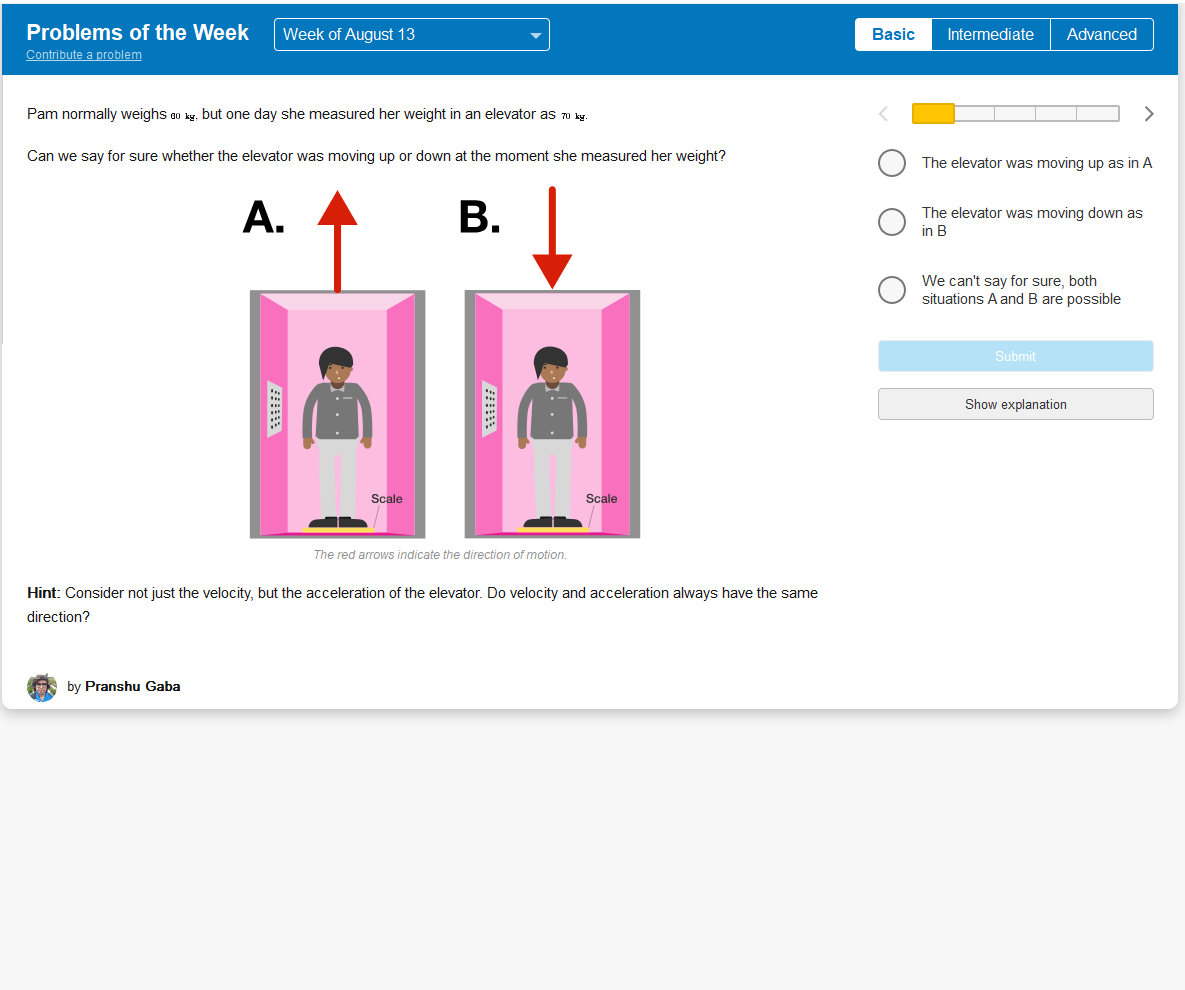 Problems of the Week
Week of August 13
Basic
Intermediate
Advanced
Contribute a problem
Pam normally weighs 60 kg, but one day she measured her weight in an elevator as 70 kg.
Can we say for sure whether the elevator was moving up or down at the moment she measured her weight?
A.
B.
Scale
Scale
The red arrows indicate the direction of motion.
Hint: Consider not just the velocity, but the acceleration of the elevator. Do velocity and acceleration always have the same
direction?
by Pranshu Gaba
The elevator was moving up as in A
The elevator was moving down as
in B
We can't say for sure, both
situations A and B are possible
Submit
Show explanation